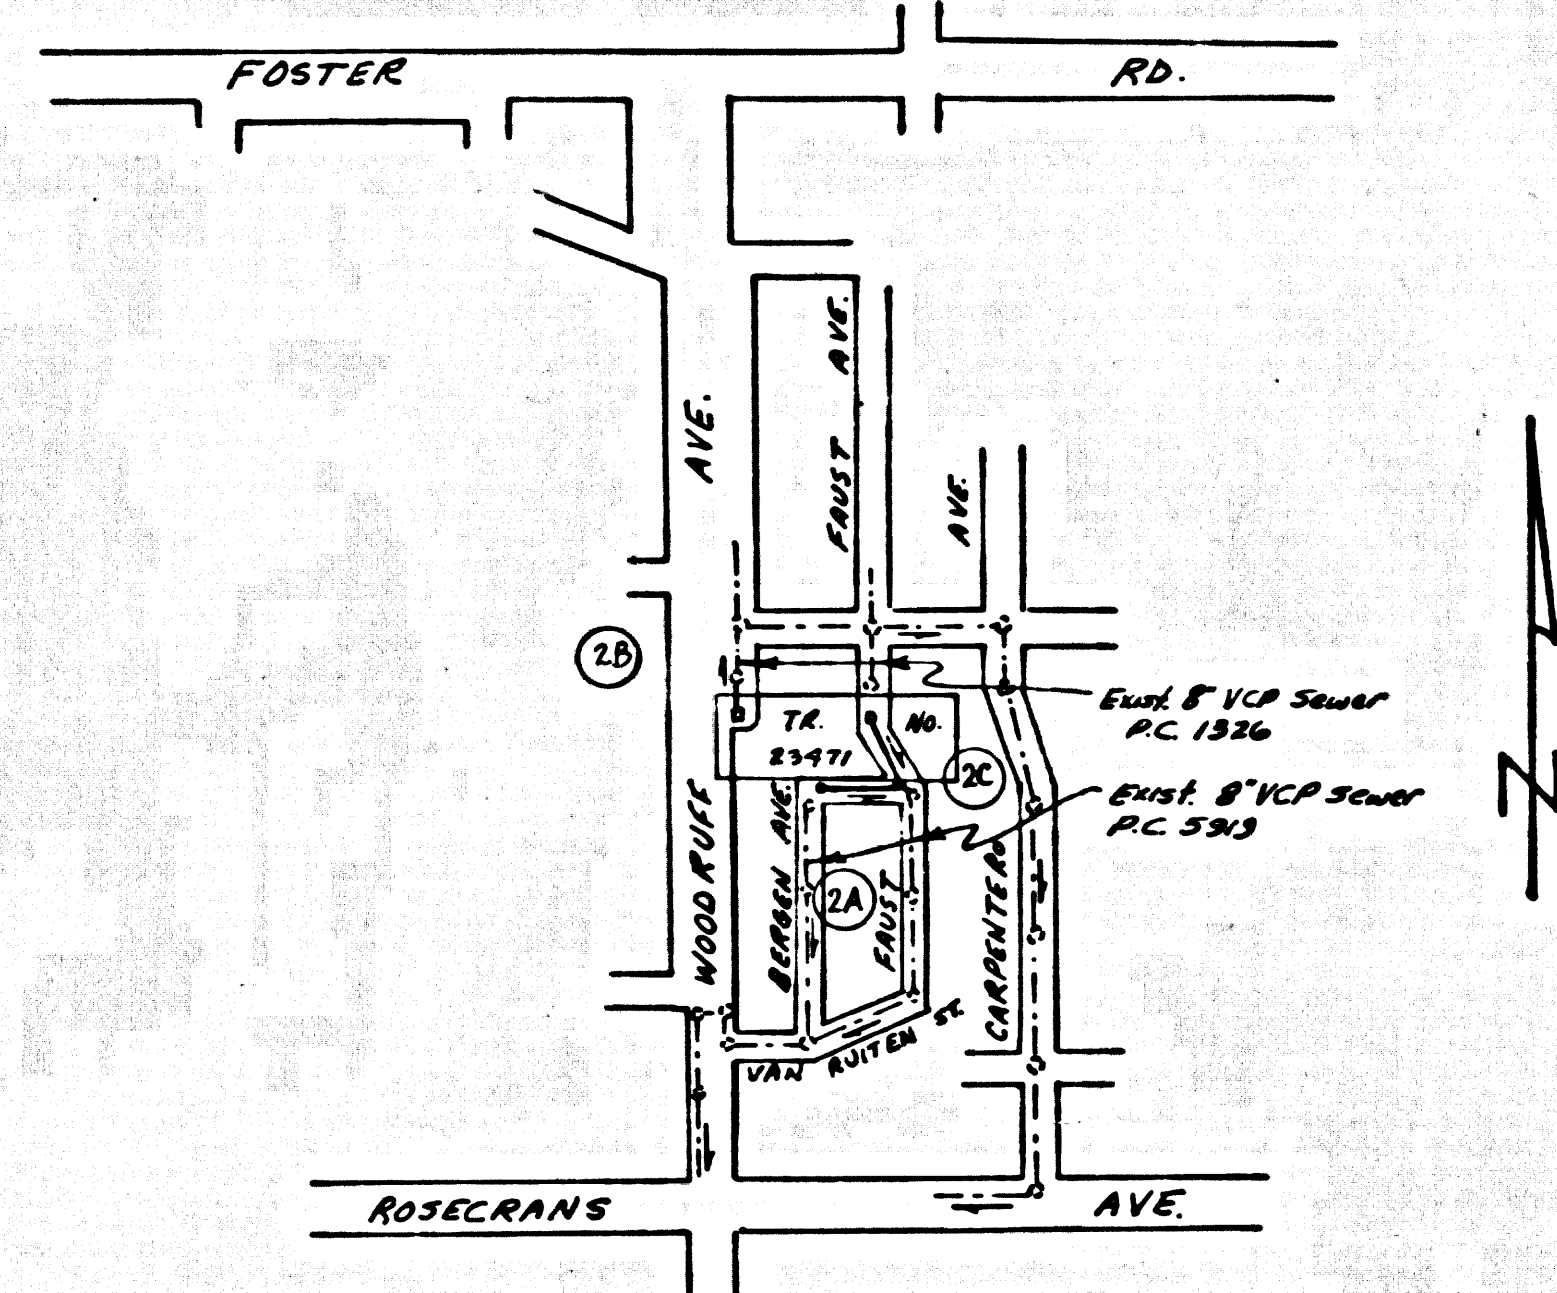 FOSTER RD.
FAUST AVE.
AVE.
AVE.
2B
Exist. 8" VCP Sewer
P.C. 1326
TR. NO.
23471
2C
Exist. 8" VCP Sewer
P.C. 5919
WOODRUFF
BERGEN AVE.
2A
FAUST
CARPENTERO
VAN RUITEN ST.
ROSECRANS AVE.
N